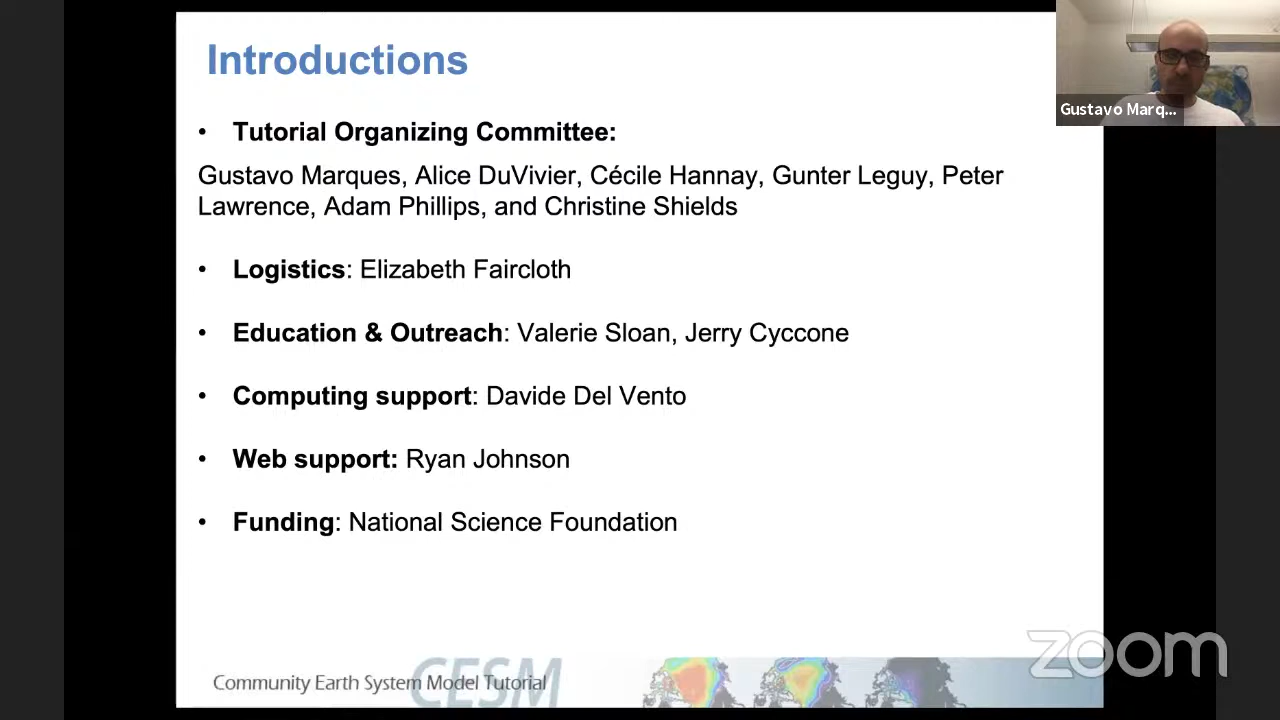 Introductions
• Tutorial Organizing Committee:
Gustavo Marques, Alice DuVivier, Cécile Hannay, Gunter Leguy, Peter
Lawrence, Adam Phillips, and Christine Shields
• Logistics: Elizabeth Faircloth
• Education & Outreach: Valerie Sloan, Jerry Cyccone
• Computing support: Davide Del Vento
• Web support: Ryan Johnson
• Funding: National Science Foundation
CESM
Community Earth System Model Tutorial
Gustavo Marq...
zoom